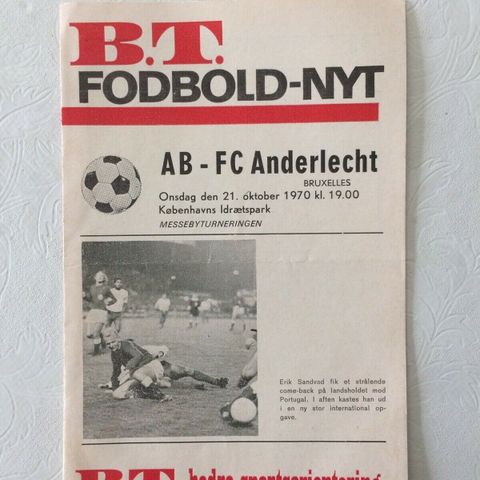 B.T.
FODBOLD-NYT
AB - FC Anderlecht
BRUXELLES
Onsdag den 21. oktober 1970 kl. 19.00
Københavns Idrætspark
MESSEBYTURNERINGEN
Erik Sandvad fik et strålende
come-back på landsholdet mod
Portugal. I aften kastes han ud
i en ny stor international op-
gave.
B.T. bedre sportsorientering